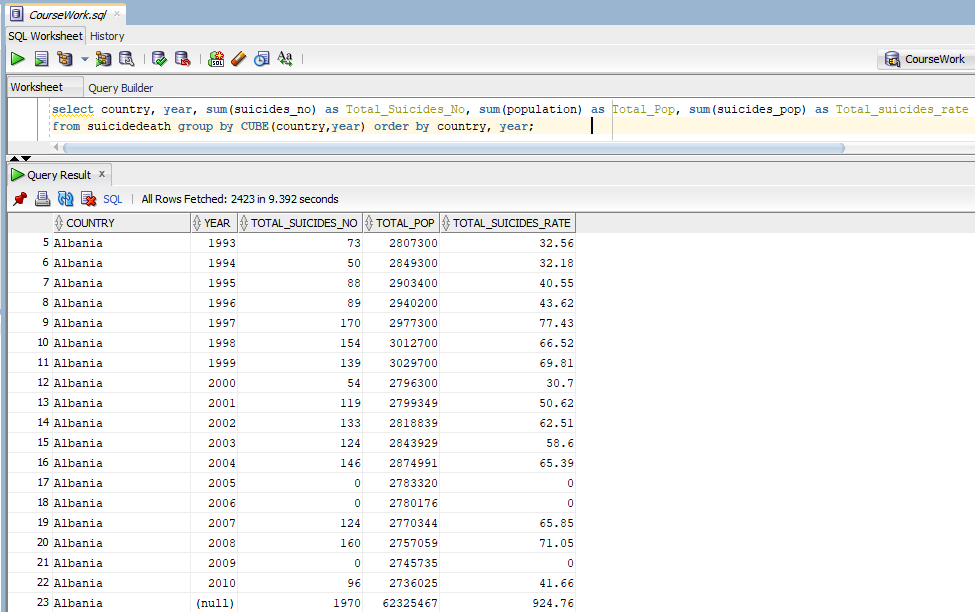 CourseWork.sql ×
SQL Worksheet History
SQL Aa
CourseWork
Worksheet Query Builder
select country, year, sum(suicides_no) as Total_Suicides_No, sum(population) as Total_Pop, sum(suicides_pop) as Total_suicides_rate
from suicidedeath group by CUBE(country,year) order by country, year;
Query Result ×
SQL | All Rows Fetched: 2423 in 9.392 seconds
COUNTRY YEAR TOTAL_SUICIDES_NO TOTAL_POP TOTAL_SUICIDES_RATE
5 Albania 1993 73 2807300 32.56
6 Albania 1994 50 2849300 32.18
7 Albania 1995 88 2903400 40.55
8 Albania 1996 89 2940200 43.62
9 Albania 1997 170 2977300 77.43
10 Albania 1998 154 3012700 66.52
11 Albania 1999 139 3029700 69.81
12 Albania 2000 54 2796300 30.7
13 Albania 2001 119 2799349 50.62
14 Albania 2002 133 2818839 62.51
15 Albania 2003 124 2843929 58.6
16 Albania 2004 146 2874991 65.39
17 Albania 2005 0 2783320 0
18 Albania 2006 0 2780176 0
19 Albania 2007 124 2770344 65.85
20 Albania 2008 160 2757059 71.05
21 Albania 2009 0 2745735 0
22 Albania 2010 96 2736025 41.66
23 Albania (null) 1970 62325467 924.76